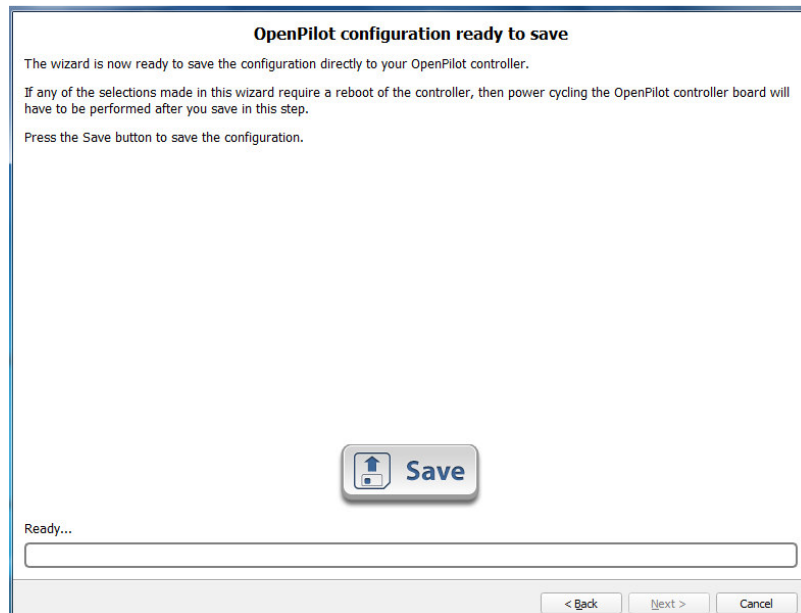 OpenPilot configuration ready to save
The wizard is now ready to save the configuration directly to your OpenPilot controller.
If any of the selections made in this wizard require a reboot of the controller, then power cycling the OpenPilot controller board will
have to be performed after you save in this step.
Press the Save button to save the configuration.
Save
Ready...
< Back
Next >
Cancel